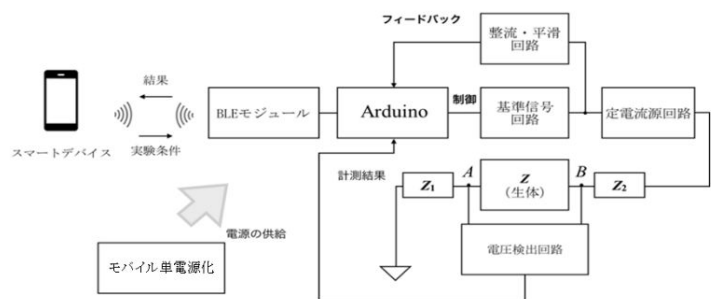 フィードバック
整流・平滑
回路
結果
BLEモジュール
Arduino
制御
基準信号
回路
定電流源回路
スマートデバイス
実験条件
計測結果
Z1
A
Z
(生体)
B
Z2
電源の供給
電圧検出回路
モバイル単電源化